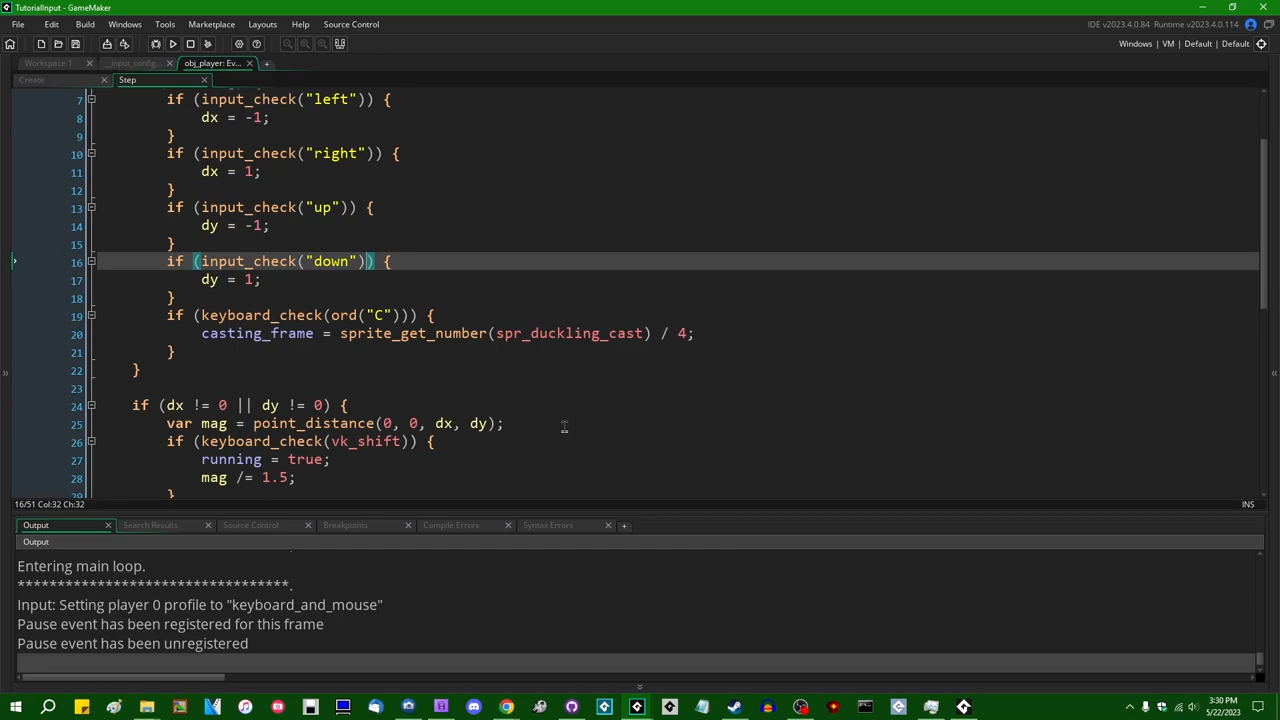 TutorialInput - GameMaker
File Edit Build Windows Tools Marketplace Layouts Help Source Control
IDE v2023.4.0.84 Runtime v2023.4.0.114
Windows | VM | Default | Default
Workspace 1 __input_config... obj_player: Ev...
Create Step
7 if (input_check("left")) {
8 dx = -1;
9 }
10 if (input_check("right")) {
11 dx = 1;
12 }
13 if (input_check("up")) {
14 dy = -1;
15 }
16 if (input_check("down")) {
17 dy = 1;
18 }
19 if (keyboard_check(ord("C"))) {
20 casting_frame = sprite_get_number(spr_duckling_cast) / 4;
21 }
22 }
23
24 if (dx != 0 || dy != 0) {
25 var mag = point_distance(0, 0, dx, dy);
26 if (keyboard_check(vk_shift)) {
27 running = true;
28 mag /= 1.5;
29 }
16/51 Col:32 Ch:32 INS
Output Search Results Source Control Breakpoints Compile Errors Syntax Errors
Output
Entering main loop.
*********************************.
Input: Setting player 0 profile to "keyboard_and_mouse"
Pause event has been registered for this frame
Pause event has been unregistered
3:30 PM
5/22/2023